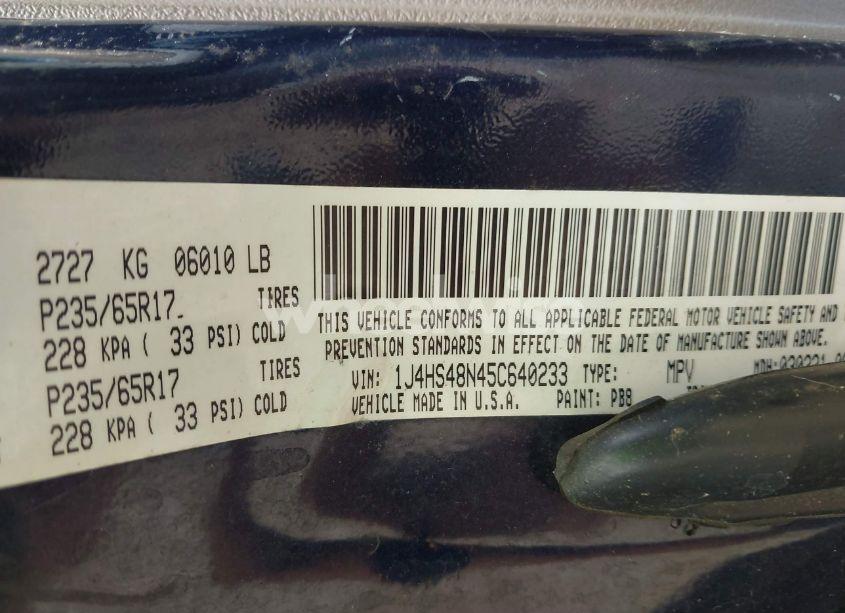 2727 KG 06010 LB
P235/65R17 TIRES
228 KPA ( 33 PSI) COLD
P235/65R17 TIRES
228 KPA ( 33 PSI) COLD
THIS VEHICLE CONFORMS TO ALL APPLICABLE FEDERAL MOTOR VEHICLE SAFETY AND
PREVENTION STANDARDS IN EFFECT ON THE DATE OF MANUFACTURE SHOWN ABOVE.
VIN: 1J4HS48N45C640233 TYPE: MPV MDH:030221
VEHICLE MADE IN U.S.A. PAINT: PB8